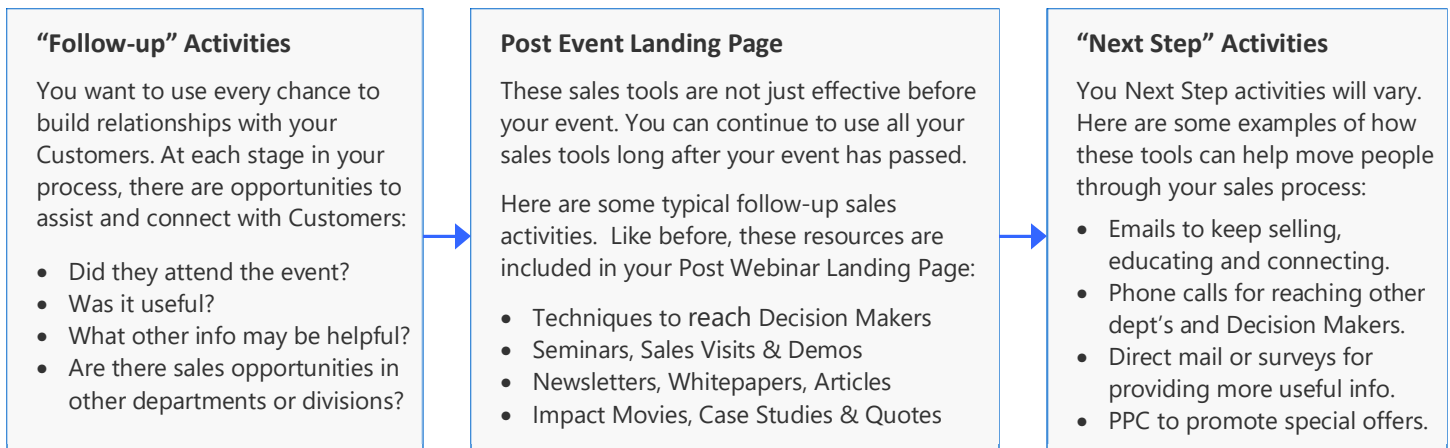 “Follow-up” Activities
You want to use every chance to
build relationships with your
Customers. At each stage in your
process, there are opportunities to
assist and connect with Customers:
• Did they attend the event?
• Was it useful?
• What other info may be helpful?
• Are there sales opportunities in
other departments or divisions?
Post Event Landing Page
These sales tools are not just effective before
your event. You can continue to use all your
sales tools long after your event has passed.
Here are some typical follow-up sales
activities.  Like before, these resources are
included in your Post Webinar Landing Page:
• Techniques to reach Decision Makers
• Seminars, Sales Visits & Demos
• Newsletters, Whitepapers, Articles
• Impact Movies, Case Studies & Quotes
“Next Step” Activities
You Next Step activities will vary.
Here are some examples of how
these tools can help move people
through your sales process:
• Emails to keep selling,
educating and connecting.
• Phone calls for reaching other
dept’s and Decision Makers.
• Direct mail or surveys for
providing more useful info.
• PPC to promote special offers.